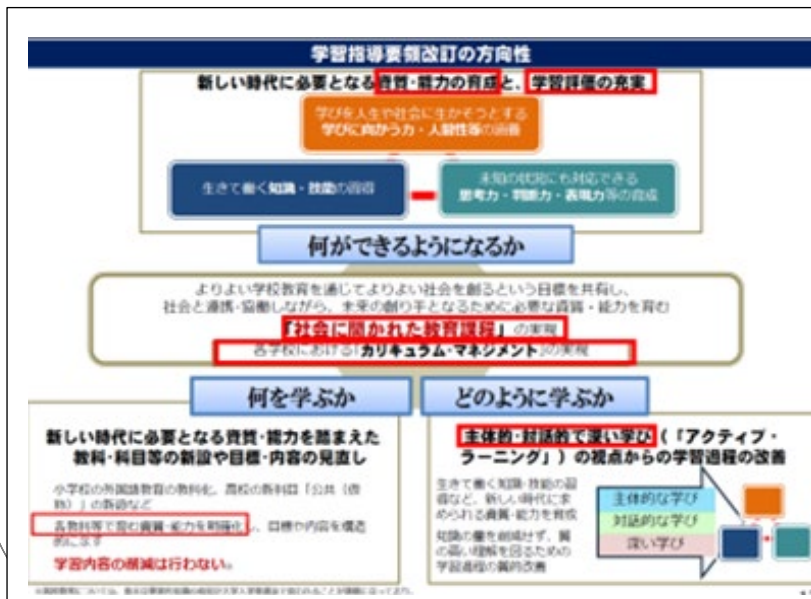 学習指導要領改訂の方向性
新しい時代に必要となる資質・能力の育成と、学習評価の充実
学びを人生や社会に生かそうとする
学びに向かう力・人間性等の涵養
生きて働く知識・技能の習得
未知の状況にも対応できる
思考力・判断力・表現力等の育成
何ができるようになるか
よりよい学校教育を通じてよりよい社会を創るという目標を共有し、
社会と連携・協働しながら、未来の創り手となるために必要な資質・能力を育む
「社会に開かれた教育課程」の実現
各学校における「カリキュラム・マネジメント」の実現
何を学ぶか
新しい時代に必要となる資質・能力を踏まえた
教科・科目等の新設や目標・内容の見直し
小学校の外国語教育の教科化、高校の新科目「公共（仮
称）」の新設など
各教科等で育む資質・能力を明確化し、目標や内容を構造
的に示す
学習内容の削減は行わない※
どのように学ぶか
主体的・対話的で深い学び（「アクティブ・
ラーニング」）の視点からの学習過程の改善
生きて働く知識・技能の習
得など、新しい時代に求
められる資質・能力を育成
知識の量を削減せず、質
の高い理解を図るための
学習過程の質的改善
主体的な学び
対話的な学び
深い学び